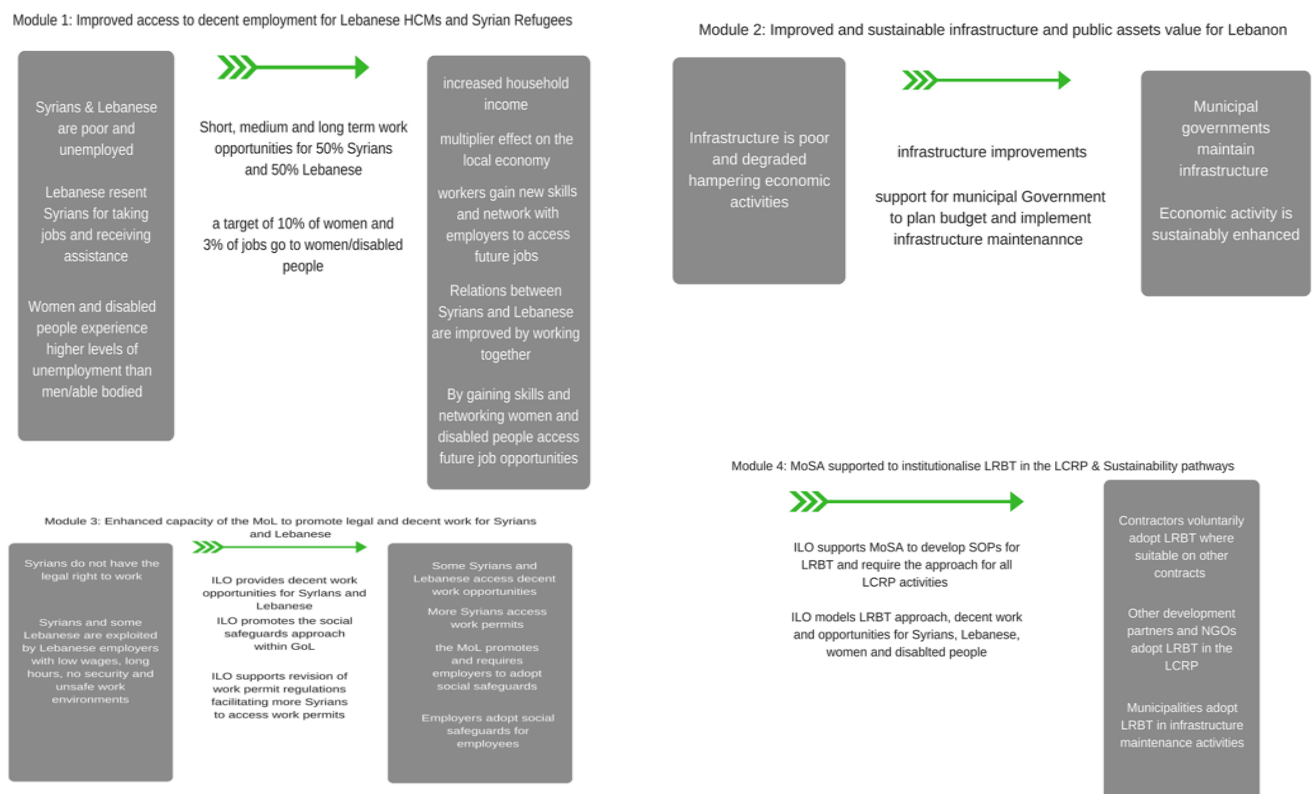 Module 1: Improved access to decent employment for Lebanese HCMs and Syrian Refugees
Syrians & Lebanese
are poor and
unemployed
Lebanese resent
Syrians for taking
jobs and receiving
assistance
Women and disabled
people experience
higher levels of
unemployment than
men/able bodied
Short, medium and long term work
opportunities for 50% Syrians
and 50% Lebanese
a target of 10% of women and
3% of jobs go to women/disabled
people
increased household
income
multiplier effect on the
local economy
workers gain new skills
and network with
employers to access
future jobs
Relations between
Syrians and Lebanese
are improved by working
together
By gaining skills and
networking women and
disabled people access
future job opportunities
Module 2: Improved and sustainable infrastructure and public assets value for Lebanon
Infrastructure is poor
and degraded
hampering economic
activities
infrastructure improvements
support for municipal Government
to plan budget and implement
infrastructure maintenannce
Municipal
governments
maintain
infrastructure
Economic activity is
sustainably enhanced
Module 3: Enhanced capacity of the MoL to promote legal and decent work for Syrians
and Lebanese
Syrians do not have the
legal right to work
Syrians and some
Lebanese are exploited
by Lebanese employers
with low wages, long
hours, no security and
unsafe work
environments
ILO provides decent work
opportunities for Syrians and
Lebanese
ILO promotes the social
safeguards approach
within GoL
ILO supports revision of
work permit regulations
facilitating more Syrians
to access work permits
Some Syrians and
Lebanese access decent
work opportunities
More Syrians access
work permits
the MoL promotes
and requires
employers to adopt
social safeguards
Employers adopt social
safeguards for
employees
Module 4: MoSA supported to institutionalise LRBT in the LCRP & Sustainability pathways
ILO supports MoSA to develop SOPs for
LRBT and require the approach for all
LCRP activities
ILO models LRBT approach, decent work
and opportunities for Syrians, Lebanese,
women and disablted people
Contractors voluntarily
adopt LRBT where
suitable on other
contracts
Other development
partners and NGOs
adopt LRBT in the
LCRP
Municipalities adopt
LRBT in infrastructure
maintenance activities